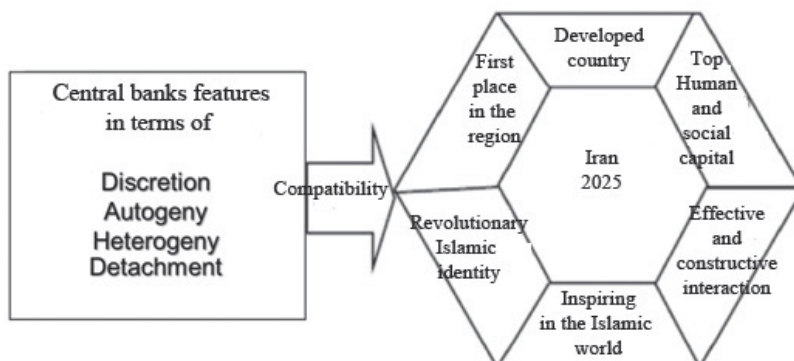 Central banks features
in terms of
Discretion
Autogeny
Heterogeny
Detachment
Compatibility
First
place
in the
region
Developed
country
Top
Human
and
social
capital
Iran
2025
Revolutionary
Islamic
identity
Effective
and
constructive
interaction
Inspiring
in the Islamic
world